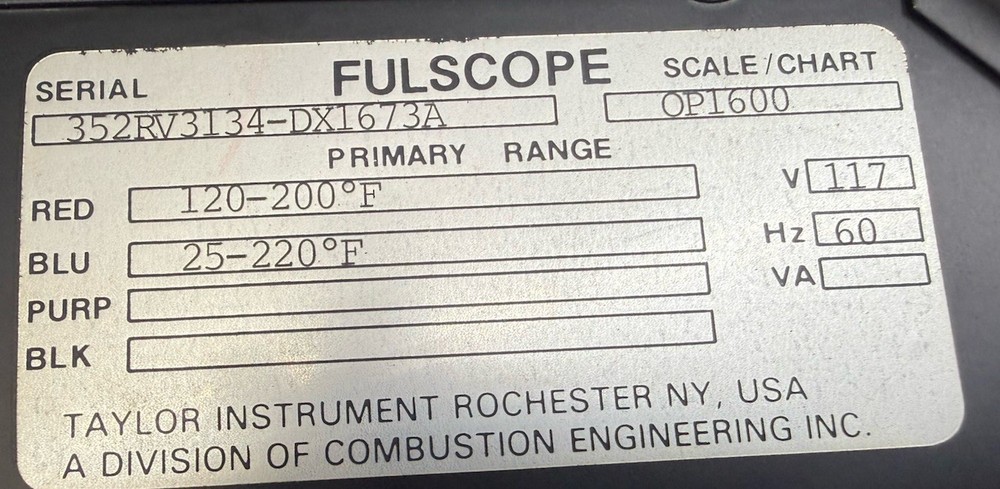 SERIAL FULSCOPE SCALE/CHART
352RV3134-DX1673A OP1600
PRIMARY RANGE
RED 120-200°F V 117
BLU 25-220°F Hz 60
PURP VA
BLK
TAYLOR INSTRUMENT ROCHESTER NY, USA
A DIVISION OF COMBUSTION ENGINEERING INC.